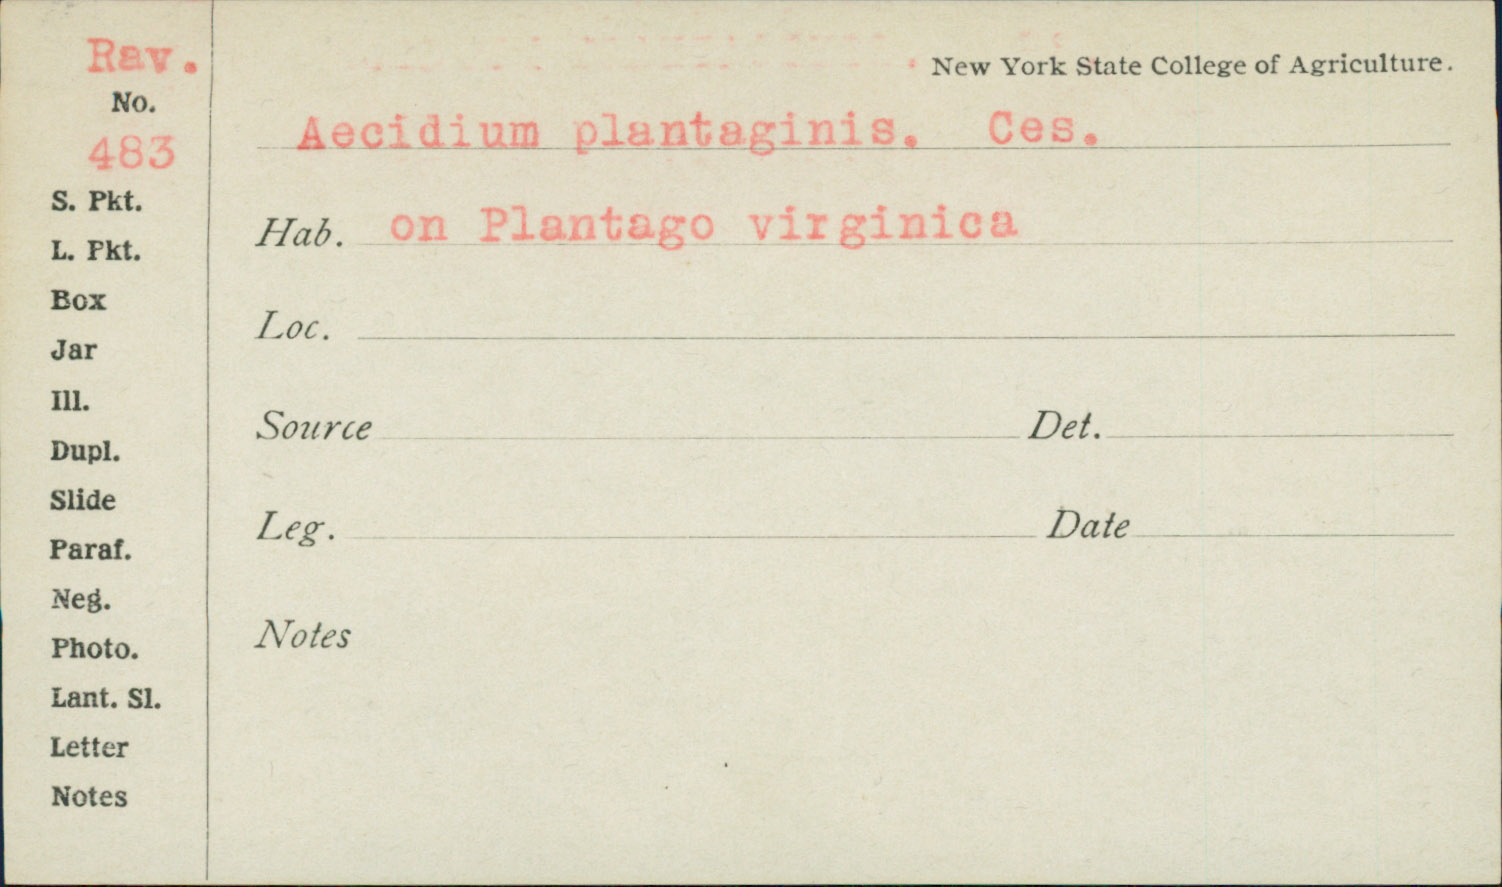 Rav.
No.
483
S. Pkt.
L. Pkt.
Box
Jar
Ill.
Dupl.
Slide
Paraf.
Neg.
Photo.
Lant. Sl.
Letter
Notes
New York State College of Agriculture.
Aecidium plantaginis. Ces.
Hab. on Plantago virginica
Loc.
Source Det.
Leg. Date
Notes